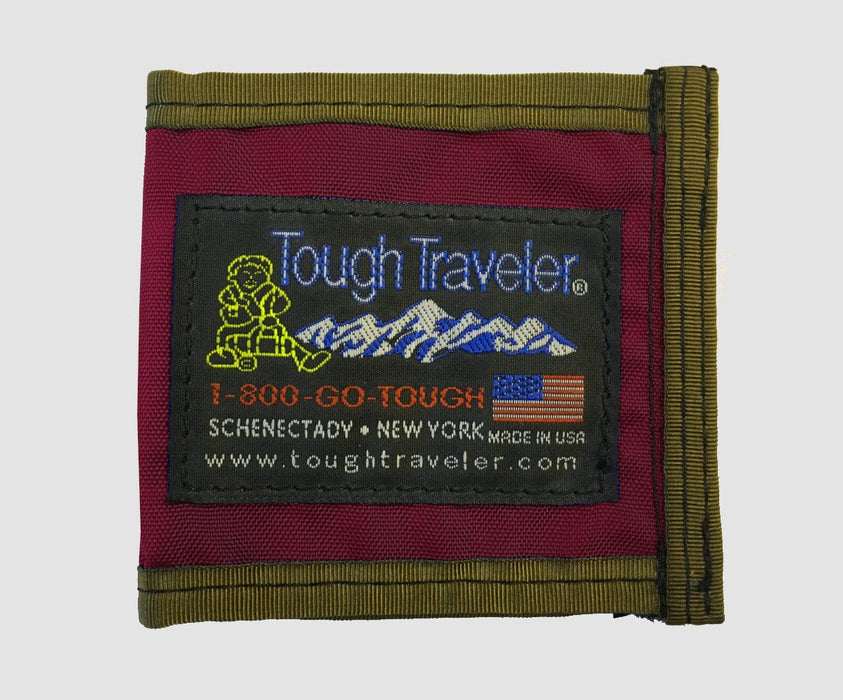 Tough Traveler®
1-800-GO-TOUGH
SCHENECTADY • NEW YORK MADE IN USA
www.toughtraveler.com